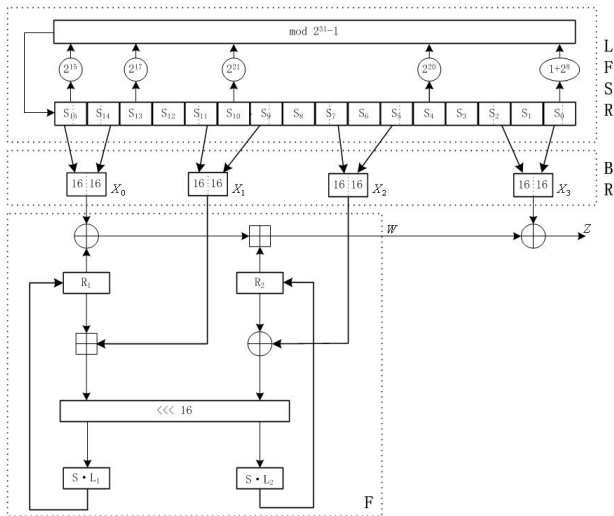 mod 2³¹-1
2¹⁵ 2¹⁷ 2²¹ 2²⁰ 1+2⁸
S₁₅ S₁₄ S₁₃ S₁₂ S₁₁ S₁₀ S₉ S₈ S₇ S₆ S₅ S₄ S₃ S₂ S₁ S₀
L
F
S
R
16 16 X₀ 16 16 X₁ 16 16 X₂ 16 16 X₃
B
R
W Z
R₁ R₂
<<< 16
S·L₁ S·L₂
F